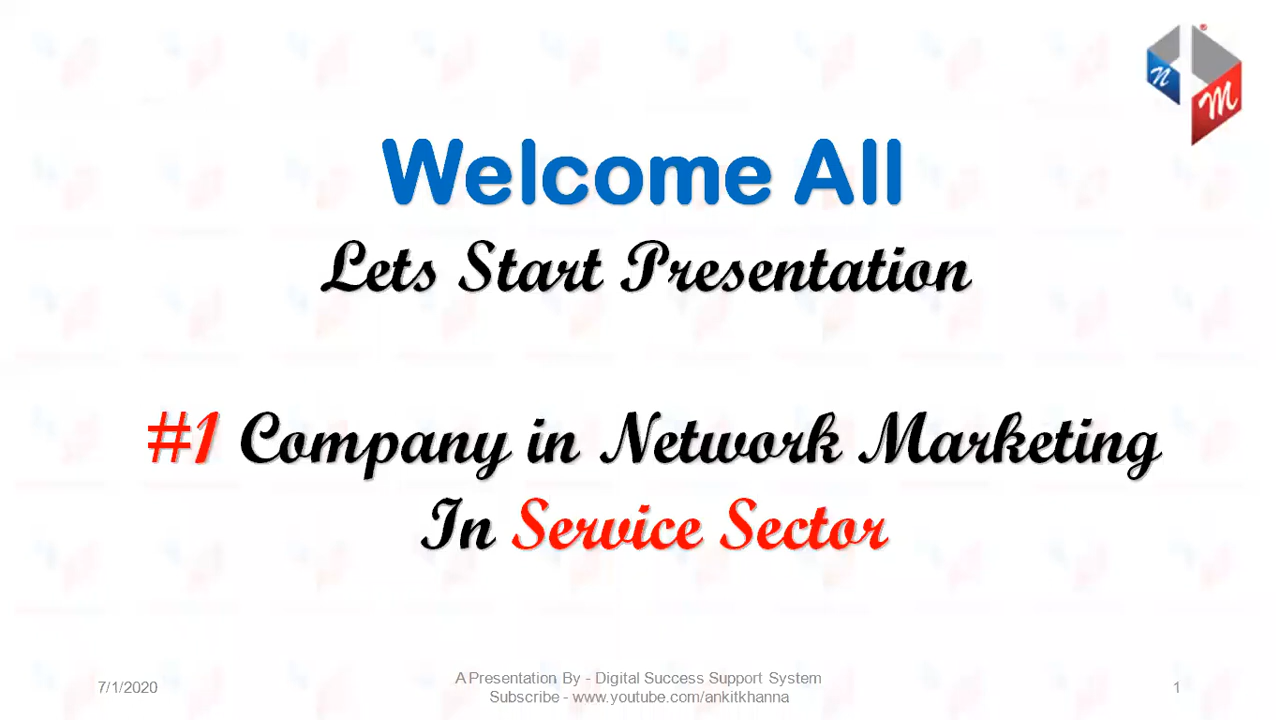 n
M
Welcome All
Lets Start Presentation
#1 Company in Network Marketing
In Service Sector
7/1/2020
A Presentation By - Digital Success Support System
Subscribe - www.youtube.com/ankitkhanna
1